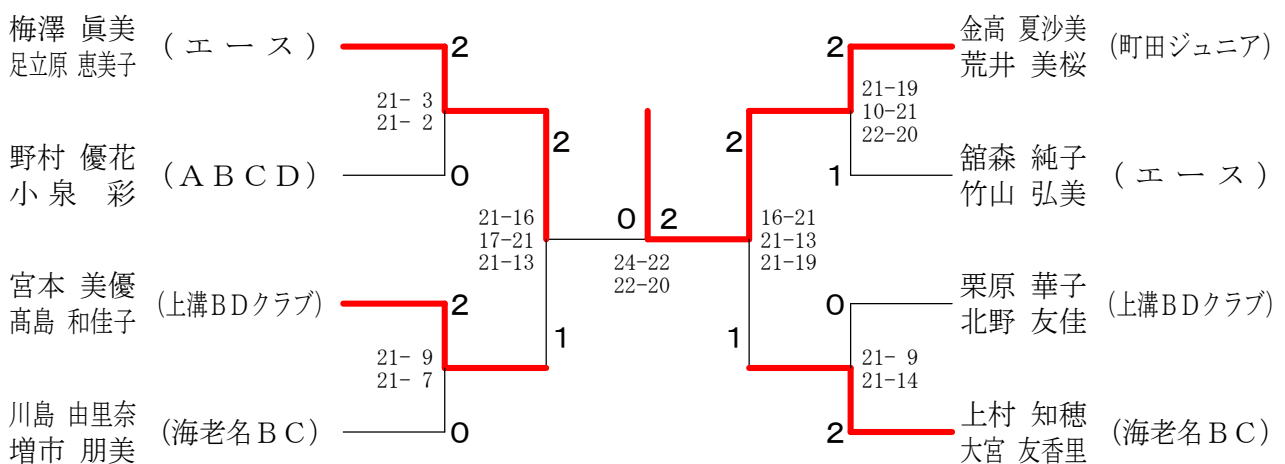 梅澤 眞美
足立原 恵美子
(エース)
2
21- 3
21- 2
野村 優花
小泉 彩
(ABCD)
0
2
21-16
17-21
21-13
宮本 美優
髙島 和佳子
(上溝BDクラブ)
2
21- 9
21- 7
1
川島 由里奈
増市 朋美
(海老名BC)
0
0
2
24-22
22-20
金高 夏沙美
荒井 美桜
(町田ジュニア)
2
21-19
10-21
22-20
舘森 純子
竹山 弘美
(エース)
1
2
16-21
21-13
21-19
栗原 華子
北野 友佳
(上溝BDクラブ)
0
21- 9
21-14
1
上村 知穂
大宮 友香里
(海老名BC)
2